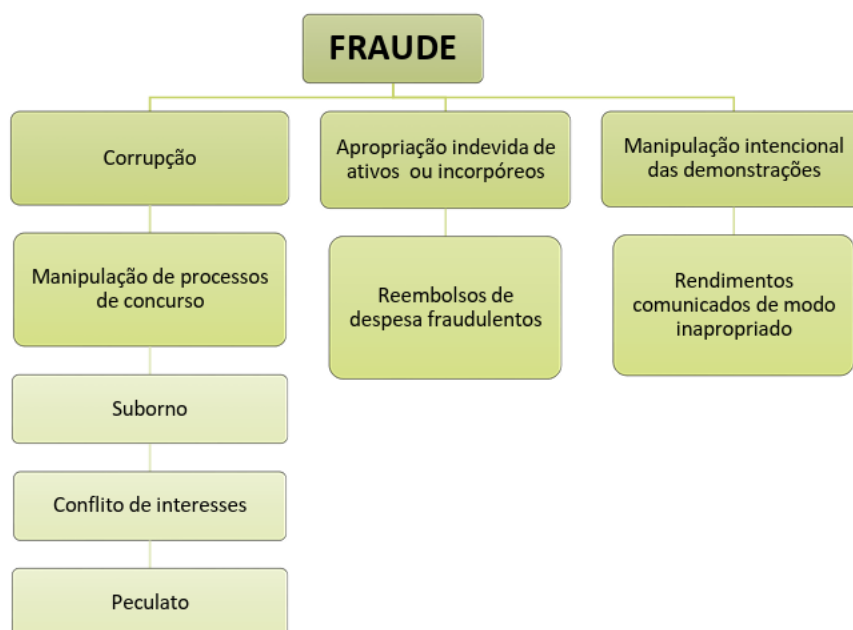 FRAUDE
Corrupção
Apropriação indevida de
ativos ou incorpóreos
Manipulação intencional
das demonstrações
Manipulação de processos
de concurso
Reembolsos de
despesa fraudulentos
Rendimentos
comunicados de modo
inapropriado
Suborno
Conflito de interesses
Peculato